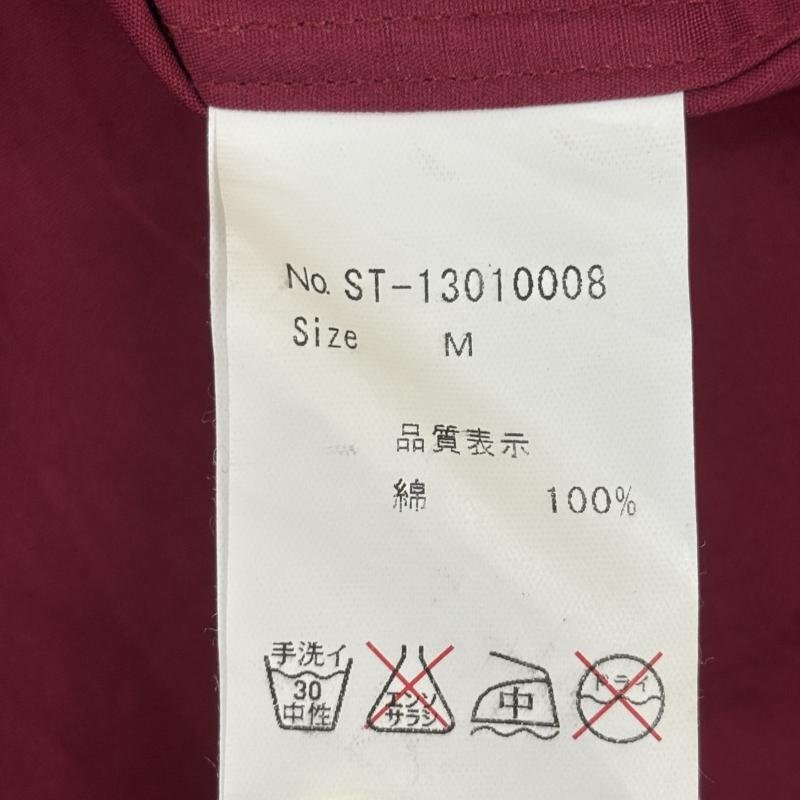 No. ST-13010008
Size M
品質表示
綿 100%
手洗イ
30
中性
エンソ
サラシ
中
ドライ